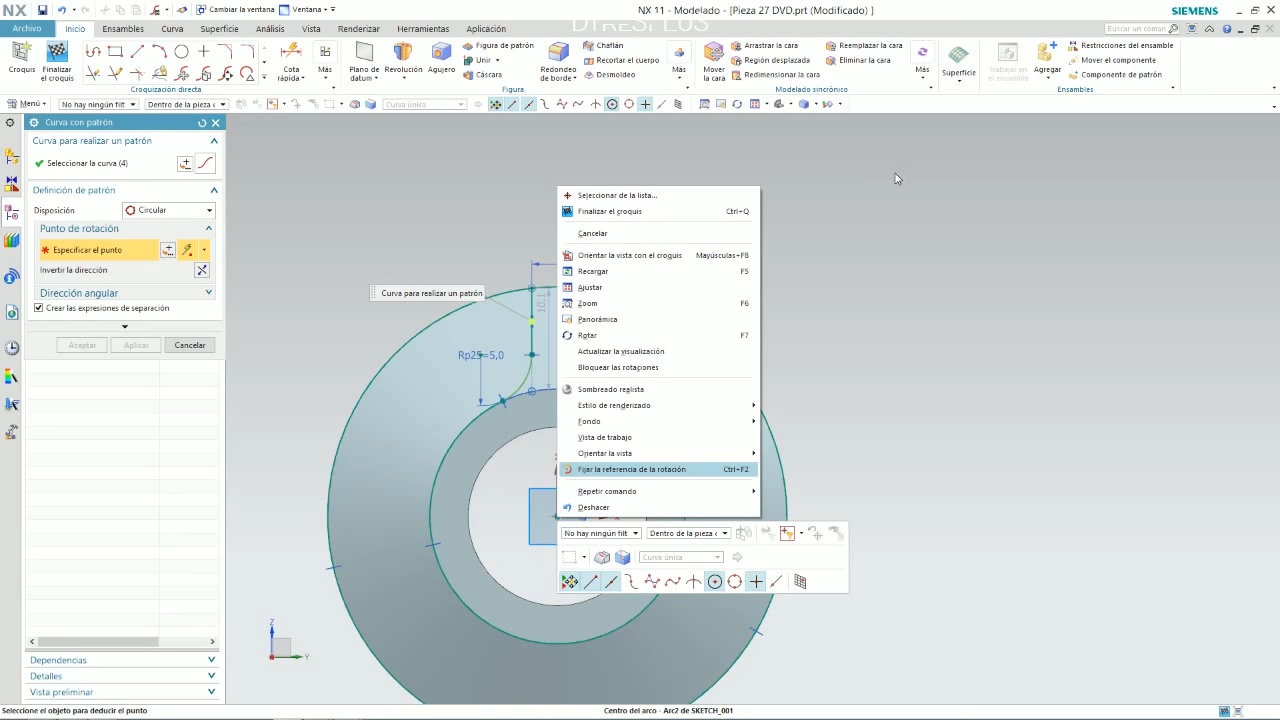 NX
Cambiar la ventana
Ventana
NX 11 - Modelado - [Pieza 27 DVD.prt (Modificado) ]
SIEMENS
DTRESPLUS
Archivo
Inicio
Ensambles
Curva
Superficie
Análisis
Vista
Renderizar
Herramientas
Aplicación
Buscar un coman
Croquis
Finalizar el croquis
Cota rápida
Más
Croquización directa
Plano de datum
Revolución
Agujero
Figura de patrón
Unir
Cáscara
Redondeo de borde
Chaflán
Recortar el cuerpo
Desmoldeo
Más
Figura
Mover la cara
Arrastrar la cara
Región desplazada
Redimensionar la cara
Reemplazar la cara
Eliminar la cara
Más
Modelado sincrónico
Superficie
Trabajar en el ensamble
Agregar
Restricciones del ensamble
Mover el componente
Componente de patrón
Ensambles
Menú
No hay ningún filt
Dentro de la pieza c
Curva única
Curva con patrón
Curva para realizar un patrón
Seleccionar la curva (4)
Definición de patrón
Disposición
Circular
Punto de rotación
Especificar el punto
Invertir la dirección
Dirección angular
Crear las expresiones de separación
Aceptar
Aplicar
Cancelar
Dependencias
Detalles
Vista preliminar
Curva para realizar un patrón
Rp25=5,0
10,1
Z
Y
Seleccionar de la lista...
Finalizar el croquis Ctrl+Q
Cancelar
Orientar la vista con el croquis Mayúsculas+F8
Recargar F5
Ajustar
Zoom F6
Panorámica
Rotar F7
Actualizar la visualización
Bloquear las rotaciones
Sombreado realista
Estilo de renderizado
Fondo
Vista de trabajo
Orientar la vista
Fijar la referencia de la rotación Ctrl+F2
Repetir comando
Deshacer
No hay ningún filt
Dentro de la pieza c
Curva única
Seleccione el objeto para deducir el punto
Centro del arco - Arc2 de SKETCH_001